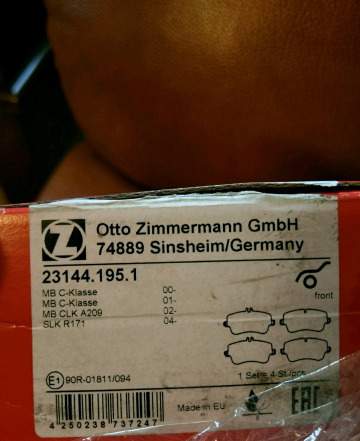 Z
Otto Zimmermann GmbH
74889 Sinsheim/Germany
23144.195.1
MB C-Klasse 00-
MB C-Klasse 01-
MB CLK A209 02-
SLK R171 04-
front
1 Satz 4 St/pcs
E1 90R-01811/094
Made in EU
EAC
4 250238 737247